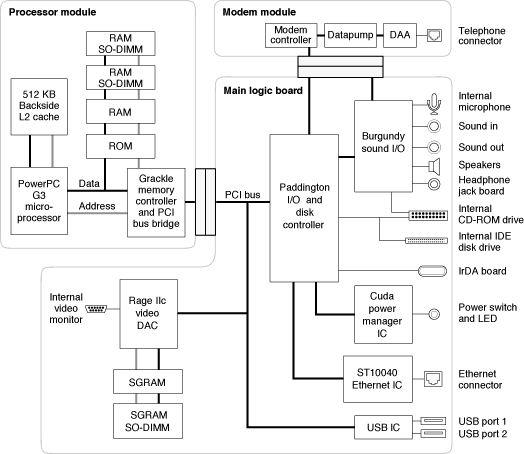 Processor module
RAM
SO-DIMM
RAM
SO-DIMM
RAM
ROM
512 KB
Backside
L2 cache
PowerPC
G3
micro-
processor
Data
Address
Grackle
memory
controller
and PCI
bus bridge
Modem module
Modem
controller
Datapump
DAA
Telephone
connector
Main logic board
PCI bus
Paddington
I/O and
disk
controller
Burgundy
sound I/O
Internal
microphone
Sound in
Sound out
Speakers
Headphone
jack board
Internal
CD-ROM drive
Internal IDE
disk drive
IrDA board
Cuda
power
manager
IC
Power switch
and LED
ST10040
Ethernet IC
Ethernet
connector
USB IC
USB port 1
USB port 2
Internal
video
monitor
Rage IIc
video
DAC
SGRAM
SGRAM
SO-DIMM